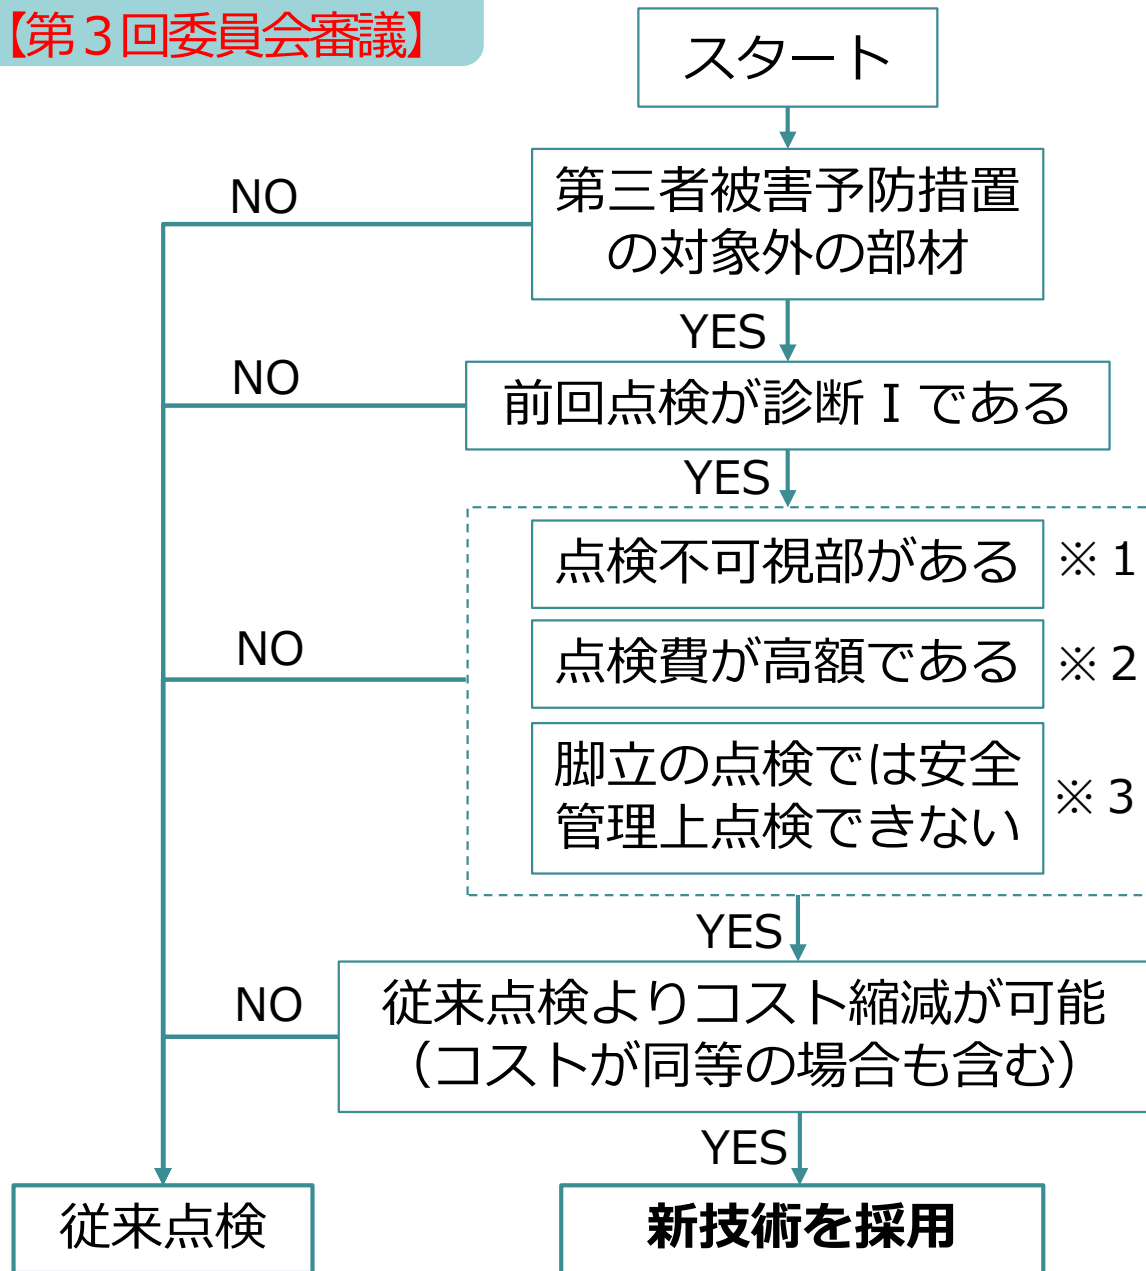 【第３回委員会審議】
スタート
第三者被害予防措置
の対象外の部材
NO
YES
前回点検が診断Ⅰである
NO
YES
点検不可視部がある
※１
点検費が高額である
※２
脚立の点検では安全
管理上点検できない
※３
NO
YES
従来点検よりコスト縮減が可能
（コストが同等の場合も含む）
NO
YES
従来点検
新技術を採用